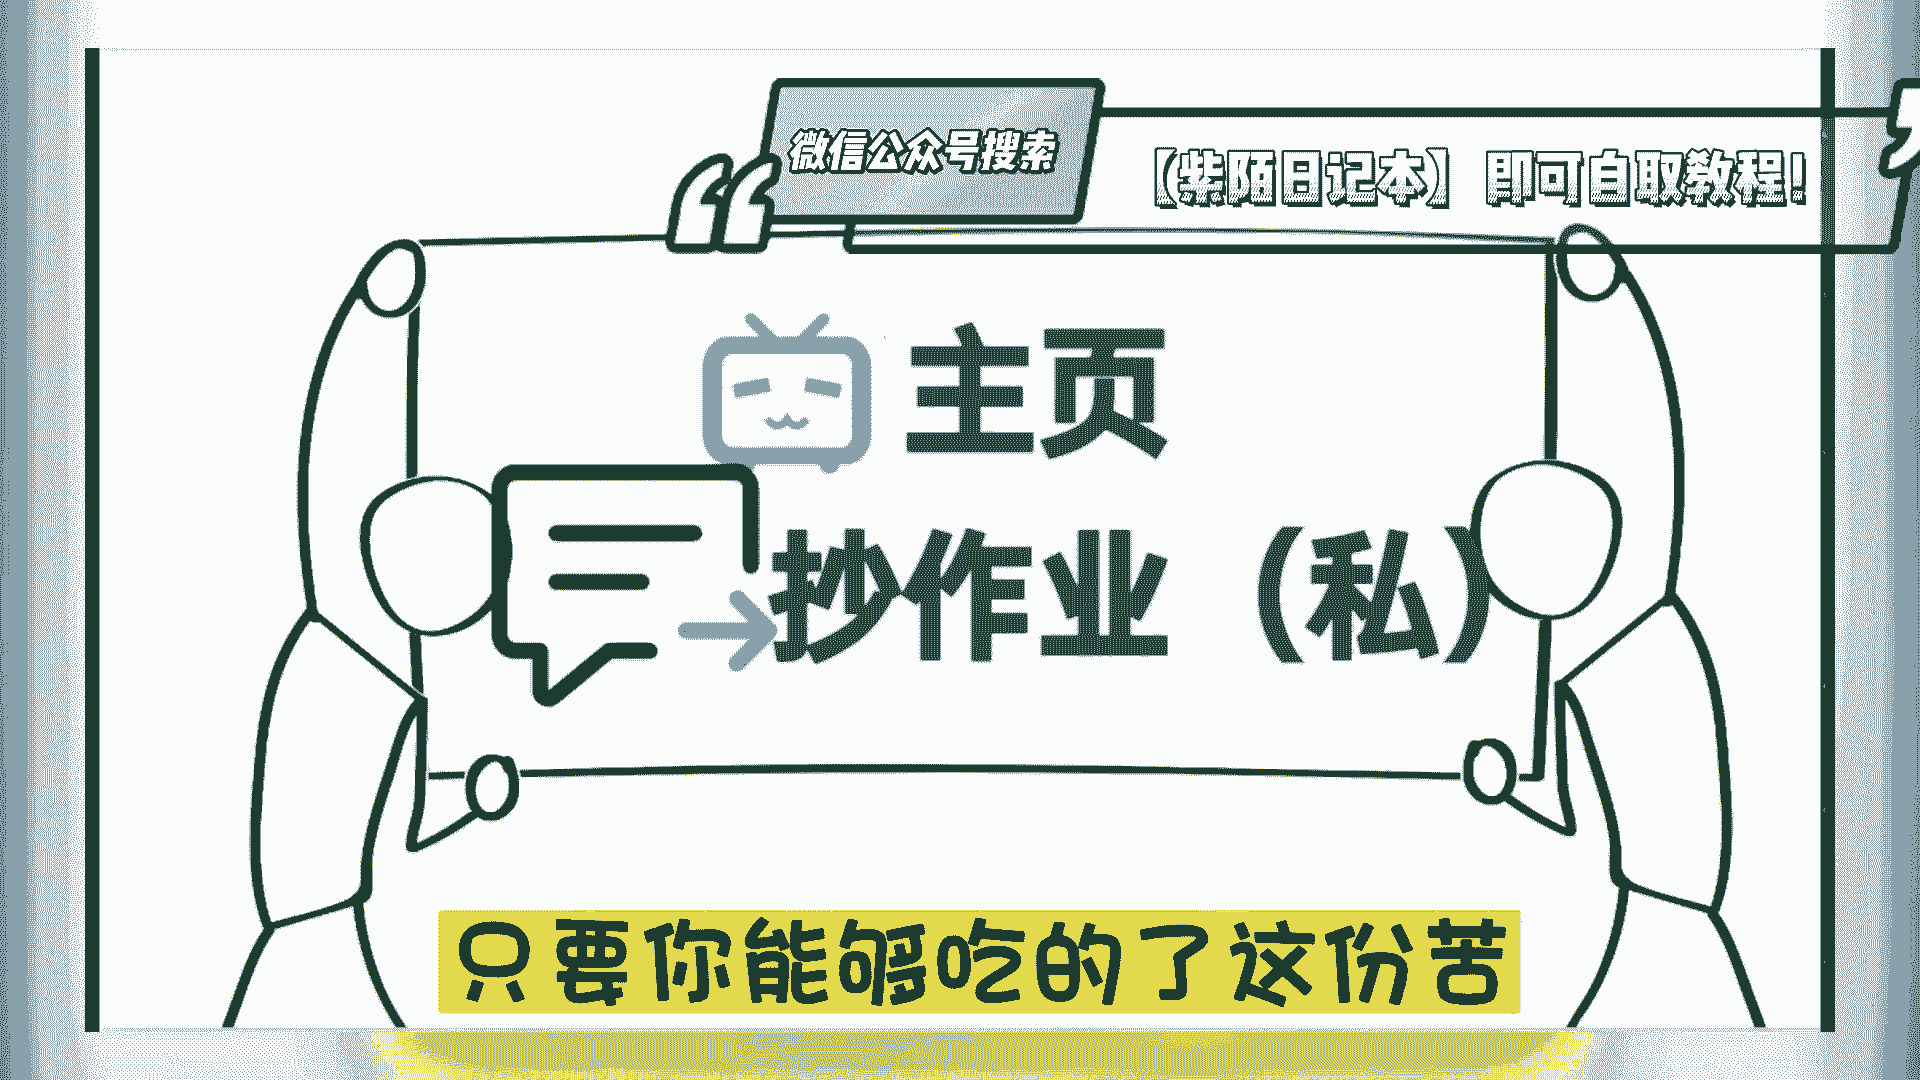 微信公众号搜索
【紫陌日记本】 即可自取教程!
主页
抄作业（私）
只要你能够吃的了这份苦